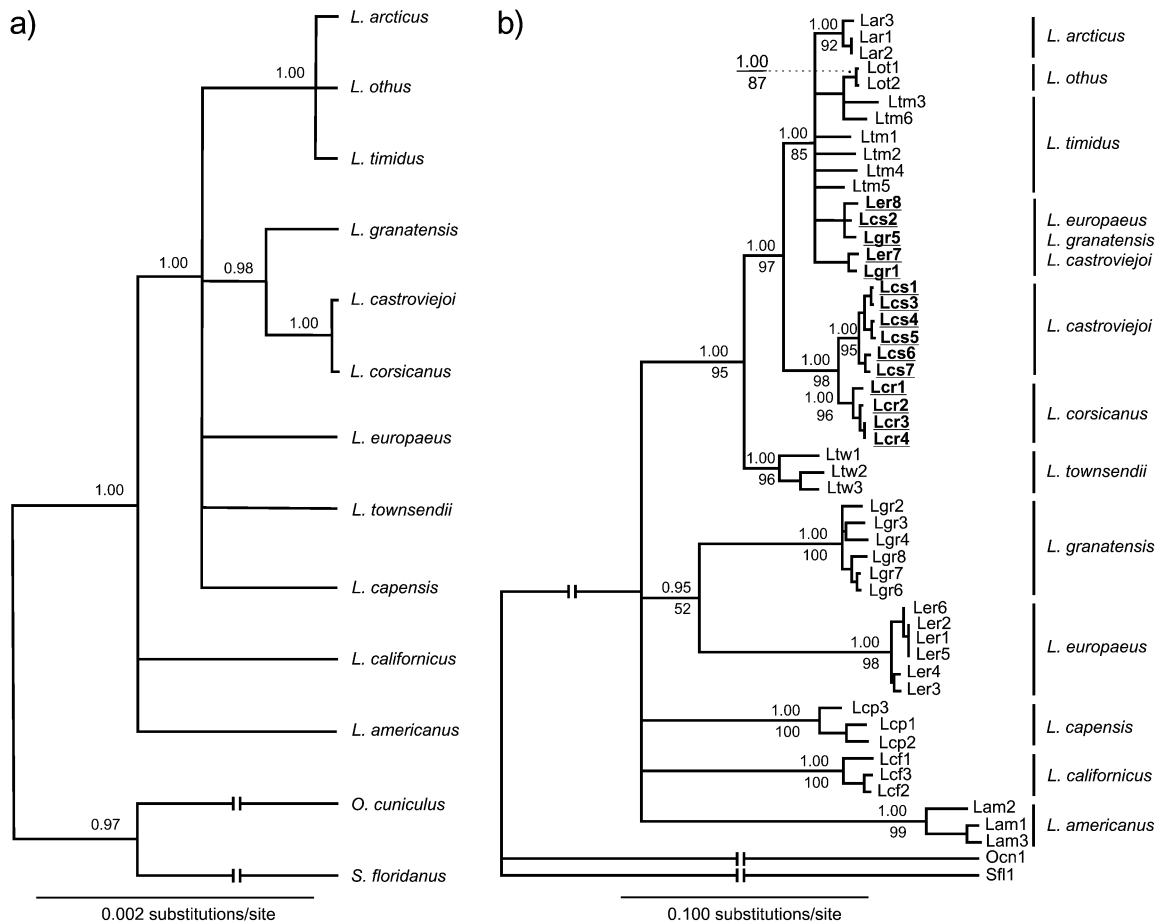 a)
L. arcticus
1.00
L. othus
L. timidus
L. granatensis
1.00
0.98
L. castroviejoi
1.00
L. corsicanus
L. europaeus
1.00
L. townsendii
L. capensis
L. californicus
L. americanus
O. cuniculus
0.97
S. floridanus
0.002 substitutions/site
b)
Lar3
1.00
Lar1
92
Lar2
L. arcticus
1.00
87
Lot1
Lot2
L. othus
Ltm3
Ltm6
1.00
85
Ltm1
Ltm2
Ltm4
Ltm5
L. timidus
Ler8
Lcs2
Lgr5
Ler7
Lgr1
L. europaeus
L. granatensis
L. castroviejoi
1.00
97
Lcs1
Lcs3
Lcs4
Lcs5
Lcs6
Lcs7
1.00
95
L. castroviejoi
1.00
98
1.00
96
Lcr1
Lcr2
Lcr3
Lcr4
L. corsicanus
1.00
95
1.00
96
Ltw1
Ltw2
Ltw3
L. townsendii
Lgr2
Lgr3
Lgr4
Lgr8
Lgr7
Lgr6
1.00
100
L. granatensis
0.95
52
Ler6
Ler2
Ler1
Ler5
Ler4
Ler3
1.00
98
L. europaeus
Lcp3
Lcp1
Lcp2
1.00
100
L. capensis
Lcf1
Lcf3
Lcf2
1.00
100
L. californicus
Lam2
Lam1
Lam3
1.00
99
L. americanus
Ocn1
Sfl1
0.100 substitutions/site